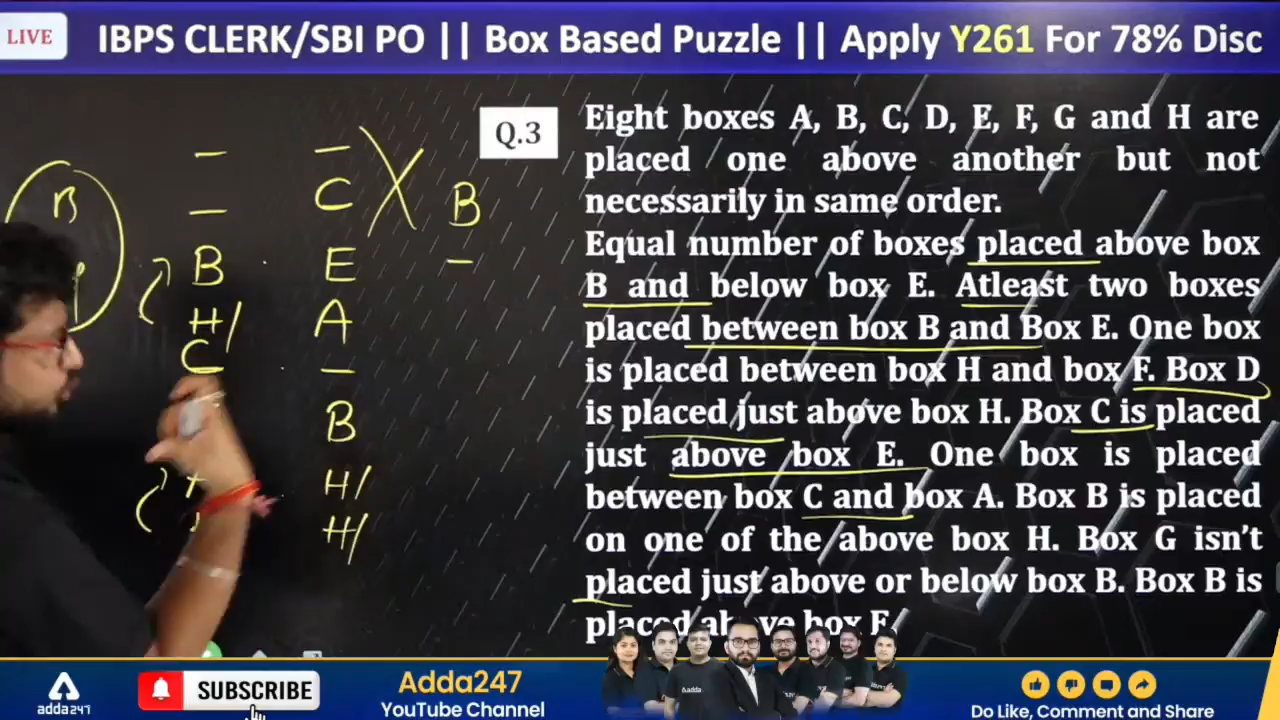 LIVE
IBPS CLERK/SBI PO || Box Based Puzzle || Apply Y261 For 78% Disc
Q.3
Eight boxes A, B, C, D, E, F, G and H are
placed one above another but not
necessarily in same order.
Equal number of boxes placed above box
B and below box E. Atleast two boxes
placed between box B and Box E. One box
is placed between box H and box F. Box D
is placed just above box H. Box C is placed
just above box E. One box is placed
between box C and box A. Box B is placed
on one of the above box H. Box G isn't
placed just above or below box B. Box B is
placed above box F.
B
B
H/
C
C
E
A
B
H/
H/
B
adda247
SUBSCRIBE
Adda247
YouTube Channel
Do Like, Comment and Share